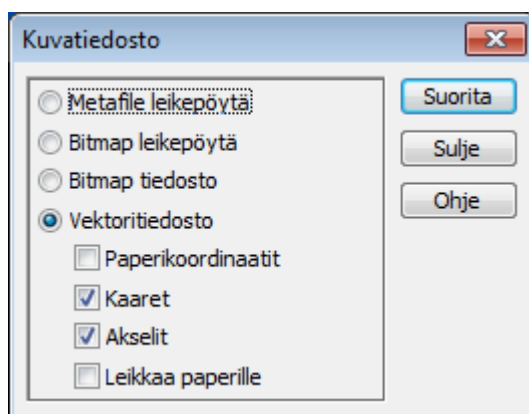 Kuvatiedosto
Metafile leikepöytä
Bitmap leikepöytä
Bitmap tiedosto
Vektoritiedosto
Paperikoordinaatit
Kaaret
Akselit
Leikkaa paperille
Suorita
Sulje
Ohje